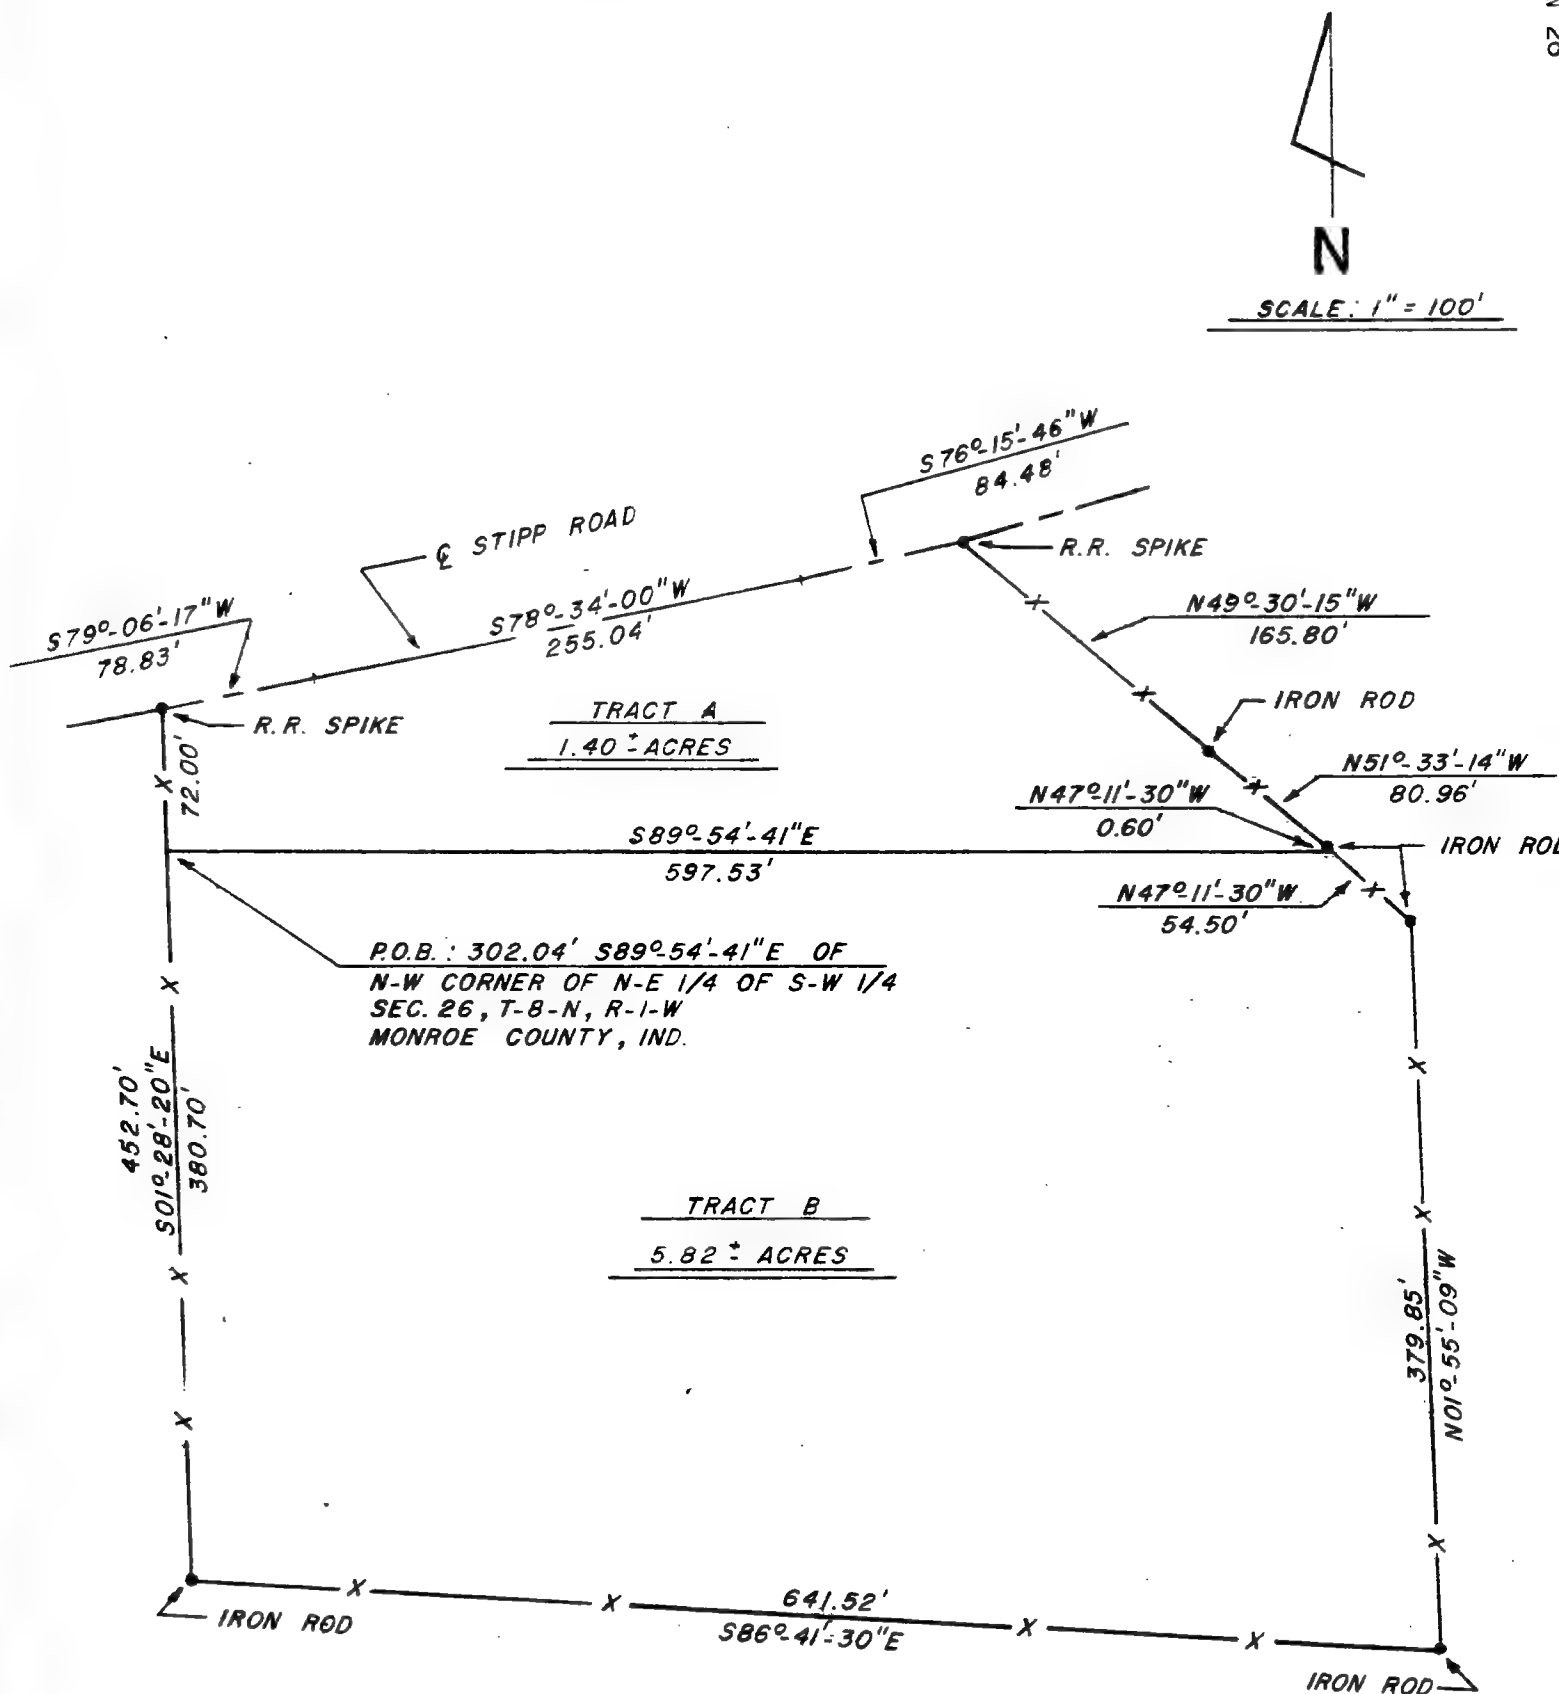 N 26
N
SCALE: 1" = 100'
S76°-15'-46"W
84.48'
℄ STIPP ROAD
R.R. SPIKE
S79°-06'-17"W
78.83'
S78°-34'-00"W
255.04'
N49°-30'-15"W
165.80'
R.R. SPIKE
TRACT A
1.40 ± ACRES
IRON ROD
72.00'
N51°-33'-14"W
80.96'
N47°-11'-30"W
0.60'
S89°-54'-41"E
597.53'
IRON ROD
N47°-11'-30"W
54.50'
P.O.B.: 302.04' S89°-54'-41"E OF
N-W CORNER OF N-E 1/4 OF S-W 1/4
SEC. 26, T-8-N, R-1-W
MONROE COUNTY, IND.
452.70'
S01°-28'-20"E
380.70'
TRACT B
5.82 ± ACRES
379.85'
N01°-55'-09"W
641.52'
S86°-41'-30"E
IRON ROD
IRON ROD